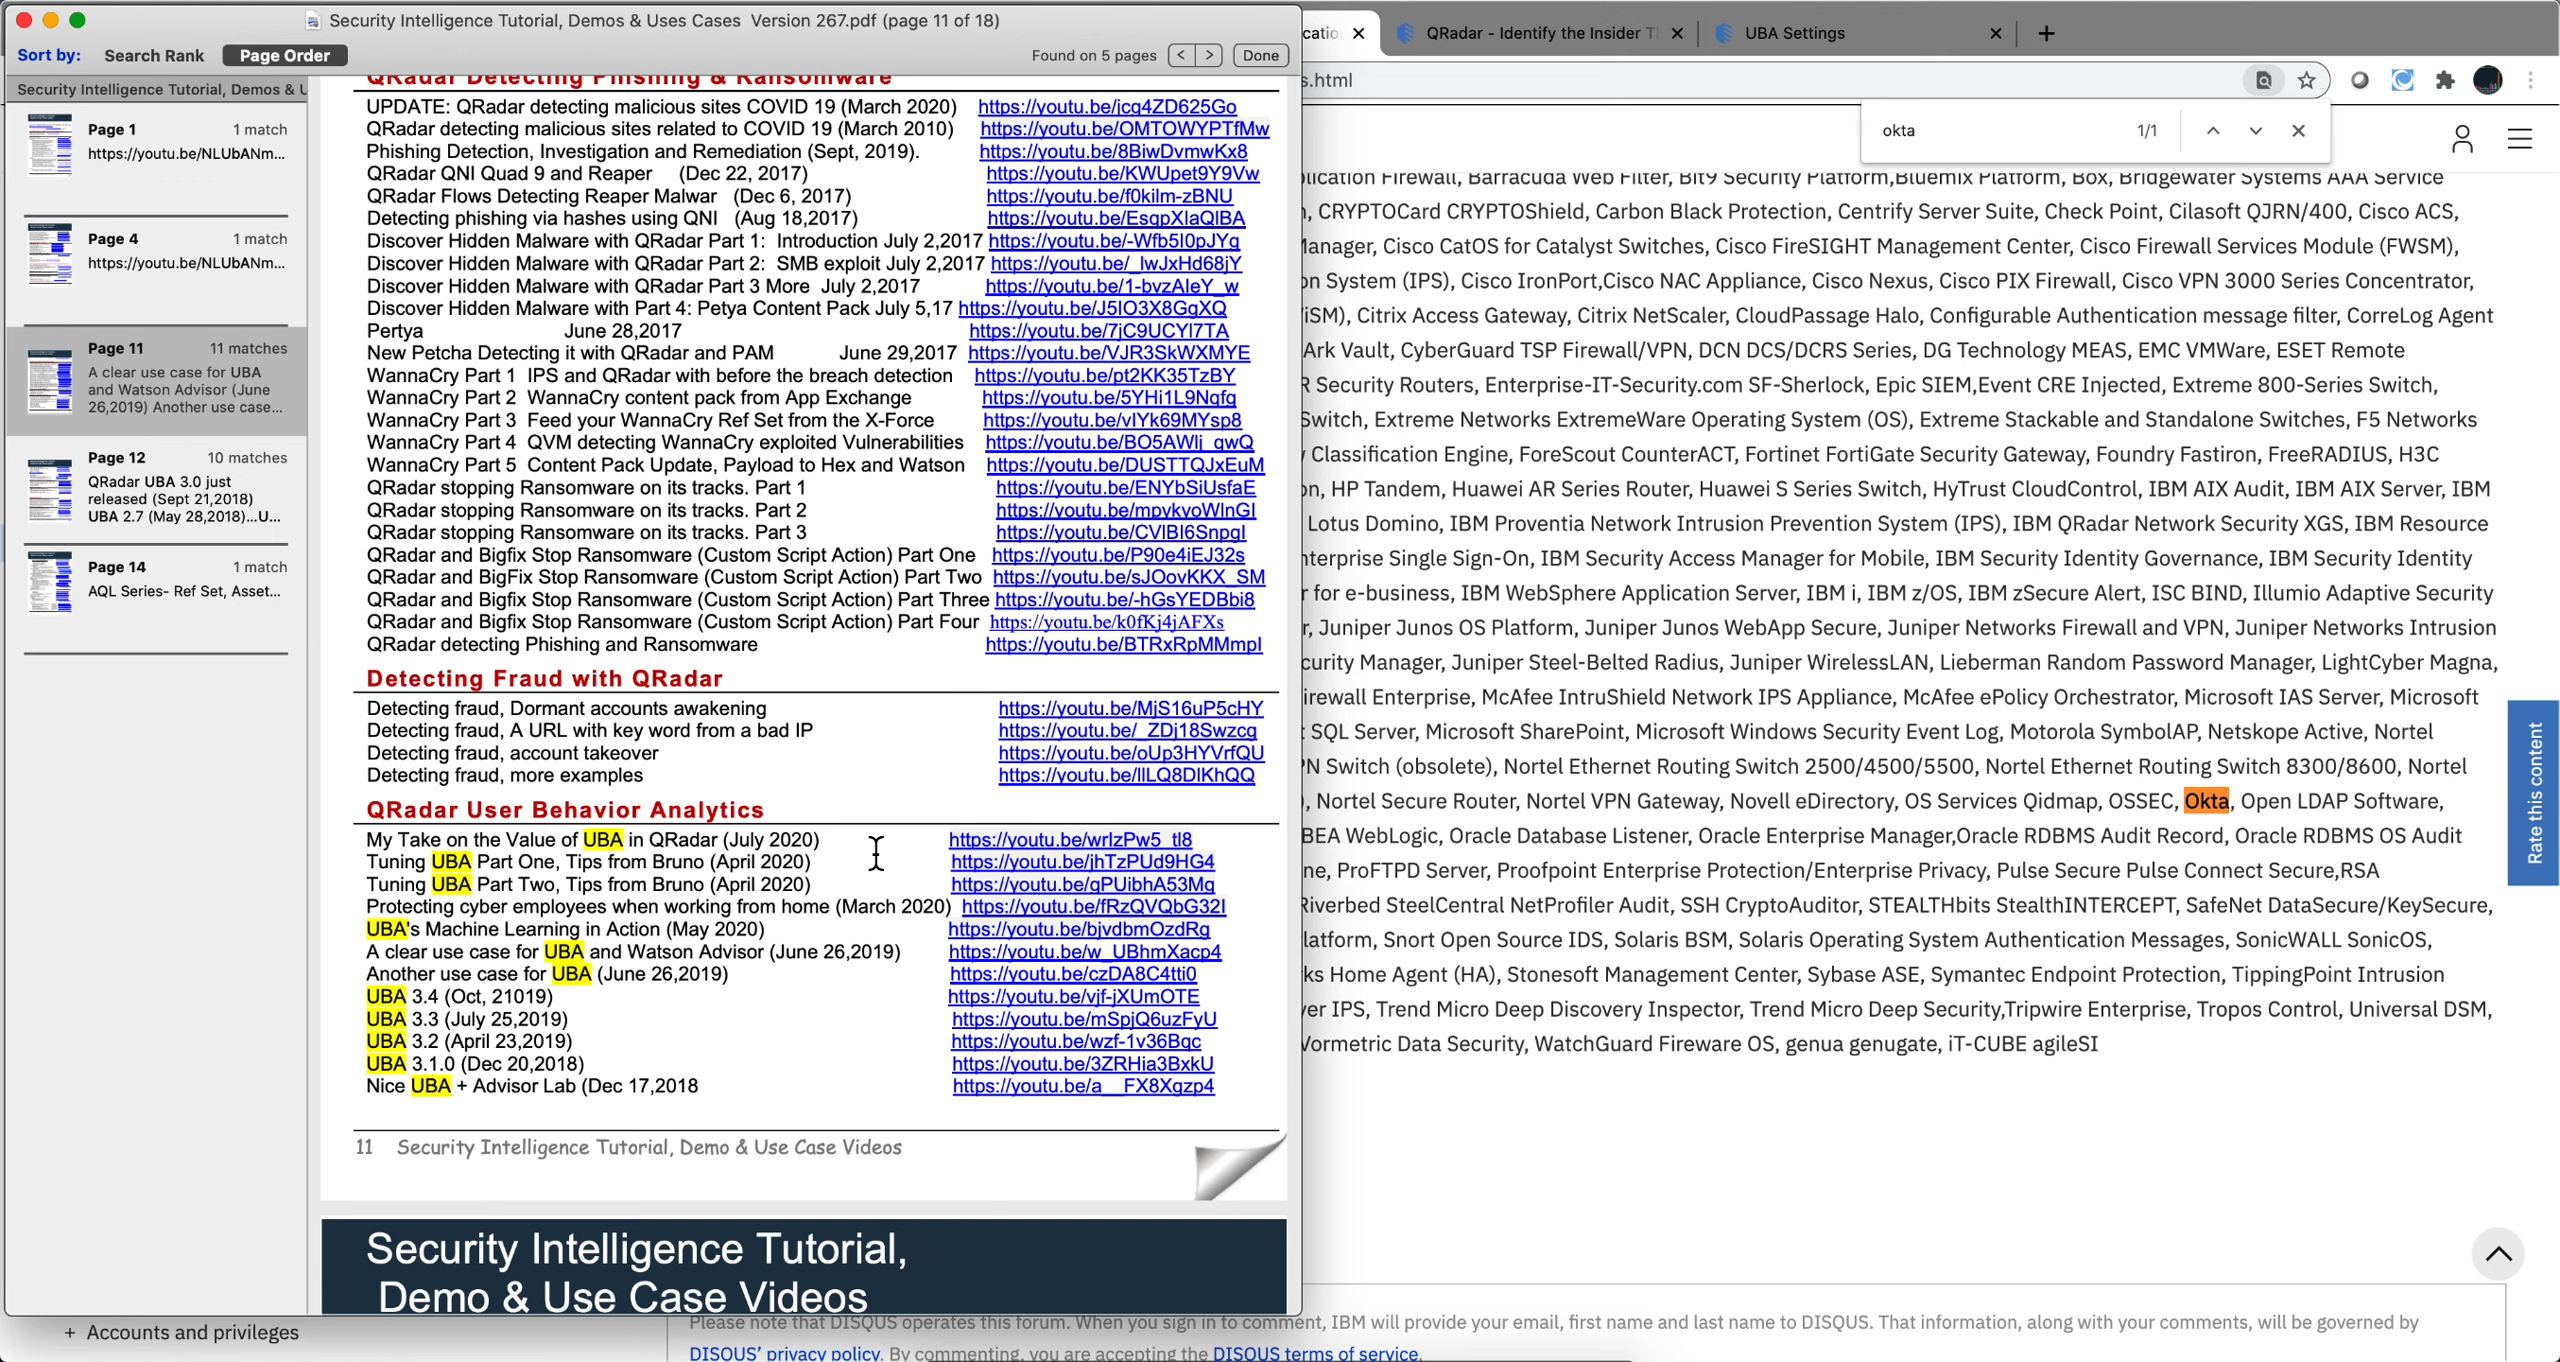 Security Intelligence Tutorial, Demos & Uses Cases Version 267.pdf (page 11 of 18)
Sort by: Search Rank Page Order Found on 5 pages < > Done
Security Intelligence Tutorial, Demos & U
Page 1 1 match
https://youtu.be/NLUbANm...
Page 4 1 match
https://youtu.be/NLUbANm...
Page 11 11 matches
A clear use case for UBA
and Watson Advisor (June
26,2019) Another use case...
Page 12 10 matches
QRadar UBA 3.0 just
released (Sept 21,2018)
UBA 2.7 (May 28,2018)...U...
Page 14 1 match
AQL Series- Ref Set, Asset...
QRadar Detecting Phishing & Ransomware
UPDATE: QRadar detecting malicious sites COVID 19 (March 2020) https://youtu.be/jcq4ZD625Go
QRadar detecting malicious sites related to COVID 19 (March 2010) https://youtu.be/OMTOWYPTfMw
Phishing Detection, Investigation and Remediation (Sept, 2019). https://youtu.be/8BiwDvmwKx8
QRadar QNI Quad 9 and Reaper (Dec 22, 2017) https://youtu.be/KWUpet9Y9Vw
QRadar Flows Detecting Reaper Malwar (Dec 6, 2017) https://youtu.be/f0kilm-zBNU
Detecting phishing via hashes using QNI (Aug 18,2017) https://youtu.be/EsqpXIaQIBA
Discover Hidden Malware with QRadar Part 1: Introduction July 2,2017 https://youtu.be/-Wfb5I0pJYg
Discover Hidden Malware with QRadar Part 2: SMB exploit July 2,2017 https://youtu.be/_lwJxHd68jY
Discover Hidden Malware with QRadar Part 3 More July 2,2017 https://youtu.be/1-bvzAIeY_w
Discover Hidden Malware with Part 4: Petya Content Pack July 5,17 https://youtu.be/J5IO3X8GgXQ
Pertya June 28,2017 https://youtu.be/7jC9UCYl7TA
New Petcha Detecting it with QRadar and PAM June 29,2017 https://youtu.be/VJR3SkWXMYE
WannaCry Part 1 IPS and QRadar with before the breach detection https://youtu.be/pt2KK35TzBY
WannaCry Part 2 WannaCry content pack from App Exchange https://youtu.be/5YHi1L9Nqfg
WannaCry Part 3 Feed your WannaCry Ref Set from the X-Force https://youtu.be/vIYk69MYsp8
WannaCry Part 4 QVM detecting WannaCry exploited Vulnerabilities https://youtu.be/BO5AWlj_qwQ
WannaCry Part 5 Content Pack Update, Payload to Hex and Watson https://youtu.be/DUSTTQJxEuM
QRadar stopping Ransomware on its tracks. Part 1 https://youtu.be/ENYbSiUsfaE
QRadar stopping Ransomware on its tracks. Part 2 https://youtu.be/mpvkvoWlnGI
QRadar stopping Ransomware on its tracks. Part 3 https://youtu.be/CVlBI6SnpgI
QRadar and Bigfix Stop Ransomware (Custom Script Action) Part One https://youtu.be/P90e4iEJ32s
QRadar and BigFix Stop Ransomware (Custom Script Action) Part Two https://youtu.be/sJOovKKX_SM
QRadar and Bigfix Stop Ransomware (Custom Script Action) Part Three https://youtu.be/-hGsYEDBbi8
QRadar and Bigfix Stop Ransomware (Custom Script Action) Part Four https://youtu.be/k0fKj4jAFXs
QRadar detecting Phishing and Ransomware https://youtu.be/BTRxRpMMmpI
Detecting Fraud with QRadar
Detecting fraud, Dormant accounts awakening https://youtu.be/MjS16uP5cHY
Detecting fraud, A URL with key word from a bad IP https://youtu.be/_ZDj18Swzcg
Detecting fraud, account takeover https://youtu.be/oUp3HYVrfQU
Detecting fraud, more examples https://youtu.be/IlLQ8DlKhQQ
QRadar User Behavior Analytics
My Take on the Value of UBA in QRadar (July 2020) https://youtu.be/wrIzPw5_tl8
Tuning UBA Part One, Tips from Bruno (April 2020) https://youtu.be/jhTzPUd9HG4
Tuning UBA Part Two, Tips from Bruno (April 2020) https://youtu.be/gPUibhA53Mg
Protecting cyber employees when working from home (March 2020) https://youtu.be/fRzQVQbG32I
UBA's Machine Learning in Action (May 2020) https://youtu.be/bjvdbmOzdRg
A clear use case for UBA and Watson Advisor (June 26,2019) https://youtu.be/w_UBhmXacp4
Another use case for UBA (June 26,2019) https://youtu.be/czDA8C4tti0
UBA 3.4 (Oct, 21019) https://youtu.be/vjf-jXUmOTE
UBA 3.3 (July 25,2019) https://youtu.be/mSpjQ6uzFyU
UBA 3.2 (April 23,2019) https://youtu.be/wzf-1v36Bqc
UBA 3.1.0 (Dec 20,2018) https://youtu.be/3ZRHia3BxkU
Nice UBA + Advisor Lab (Dec 17,2018 https://youtu.be/a__FX8Xgzp4
11 Security Intelligence Tutorial, Demo & Use Case Videos
Security Intelligence Tutorial,
Demo & Use Case Videos
+ Accounts and privileges
catio QRadar - Identify the Insider Th UBA Settings
s.html
okta 1/1
lication Firewall, Barracuda Web Filter, Bit9 Security Platform,Bluemix Platform, Box, Bridgewater Systems AAA Service
, CRYPTOCard CRYPTOShield, Carbon Black Protection, Centrify Server Suite, Check Point, Cilasoft QJRN/400, Cisco ACS,
anager, Cisco CatOS for Catalyst Switches, Cisco FireSIGHT Management Center, Cisco Firewall Services Module (FWSM),
on System (IPS), Cisco IronPort,Cisco NAC Appliance, Cisco Nexus, Cisco PIX Firewall, Cisco VPN 3000 Series Concentrator,
iSM), Citrix Access Gateway, Citrix NetScaler, CloudPassage Halo, Configurable Authentication message filter, CorreLog Agent
Ark Vault, CyberGuard TSP Firewall/VPN, DCN DCS/DCRS Series, DG Technology MEAS, EMC VMWare, ESET Remote
R Security Routers, Enterprise-IT-Security.com SF-Sherlock, Epic SIEM,Event CRE Injected, Extreme 800-Series Switch,
Switch, Extreme Networks ExtremeWare Operating System (OS), Extreme Stackable and Standalone Switches, F5 Networks
Classification Engine, ForeScout CounterACT, Fortinet FortiGate Security Gateway, Foundry Fastiron, FreeRADIUS, H3C
on, HP Tandem, Huawei AR Series Router, Huawei S Series Switch, HyTrust CloudControl, IBM AIX Audit, IBM AIX Server, IBM
Lotus Domino, IBM Proventia Network Intrusion Prevention System (IPS), IBM QRadar Network Security XGS, IBM Resource
nterprise Single Sign-On, IBM Security Access Manager for Mobile, IBM Security Identity Governance, IBM Security Identity
r for e-business, IBM WebSphere Application Server, IBM i, IBM z/OS, IBM zSecure Alert, ISC BIND, Illumio Adaptive Security
r, Juniper Junos OS Platform, Juniper Junos WebApp Secure, Juniper Networks Firewall and VPN, Juniper Networks Intrusion
curity Manager, Juniper Steel-Belted Radius, Juniper WirelessLAN, Lieberman Random Password Manager, LightCyber Magna,
irewall Enterprise, McAfee IntruShield Network IPS Appliance, McAfee ePolicy Orchestrator, Microsoft IAS Server, Microsoft
SQL Server, Microsoft SharePoint, Microsoft Windows Security Event Log, Motorola SymbolAP, Netskope Active, Nortel
PN Switch (obsolete), Nortel Ethernet Routing Switch 2500/4500/5500, Nortel Ethernet Routing Switch 8300/8600, Nortel
), Nortel Secure Router, Nortel VPN Gateway, Novell eDirectory, OS Services Qidmap, OSSEC, Okta, Open LDAP Software,
BEA WebLogic, Oracle Database Listener, Oracle Enterprise Manager,Oracle RDBMS Audit Record, Oracle RDBMS OS Audit
ne, ProFTPD Server, Proofpoint Enterprise Protection/Enterprise Privacy, Pulse Secure Pulse Connect Secure,RSA
Riverbed SteelCentral NetProfiler Audit, SSH CryptoAuditor, STEALTHbits StealthINTERCEPT, SafeNet DataSecure/KeySecure,
latform, Snort Open Source IDS, Solaris BSM, Solaris Operating System Authentication Messages, SonicWALL SonicOS,
ks Home Agent (HA), Stonesoft Management Center, Sybase ASE, Symantec Endpoint Protection, TippingPoint Intrusion
er IPS, Trend Micro Deep Discovery Inspector, Trend Micro Deep Security,Tripwire Enterprise, Tropos Control, Universal DSM,
Vormetric Data Security, WatchGuard Fireware OS, genua genugate, iT-CUBE agileSI
Rate this content
Please note that DISQUS operates this forum. When you sign in to comment, IBM will provide your email, first name and last name to DISQUS. That information, along with your comments, will be governed by
DISQUS' privacy policy. By commenting, you are accepting the DISQUS terms of service.